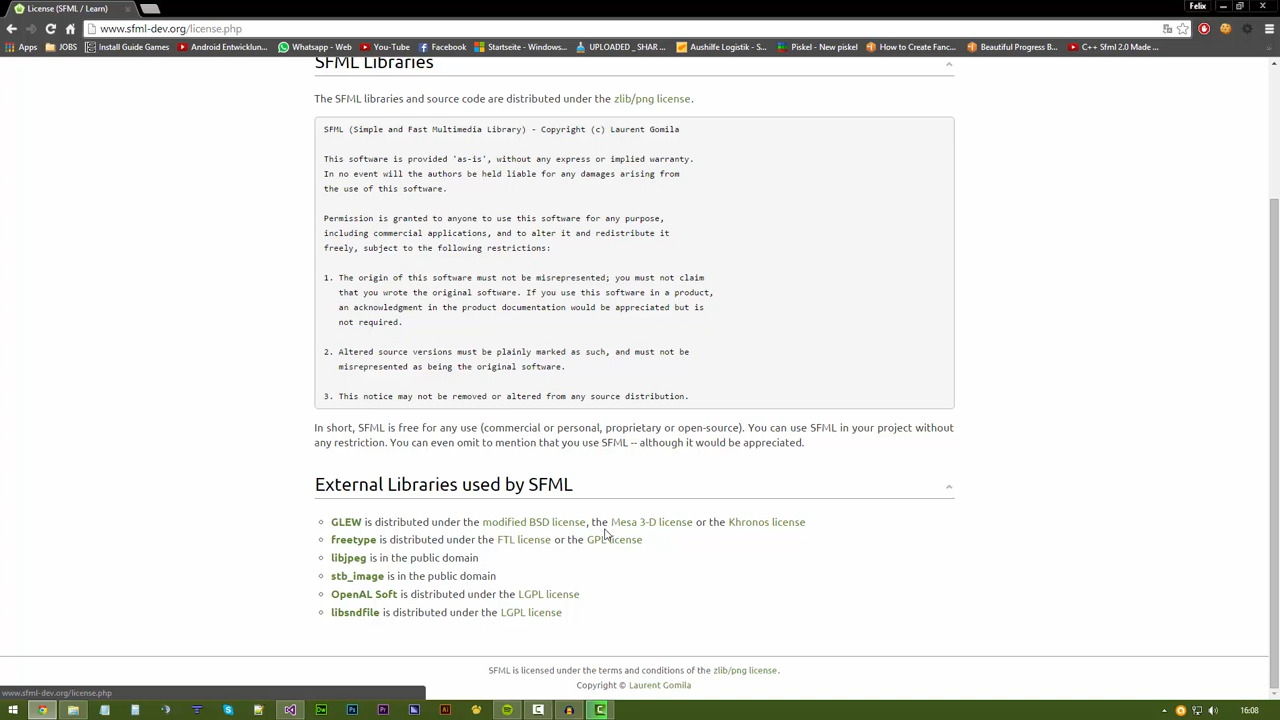 License (SFML / Learn)
Felix
www.sfml-dev.org/license.php
Apps
JOBS
Install Guide Games
Android Entwicklun...
Whatsapp - Web
You-Tube
Facebook
Startseite - Windows...
UPLOADED _ SHAR...
Aushilfe Logistik - St...
Piskel - New piskel
How to Create Fanc...
Beautiful Progress B...
C++ Sfml 2.0 Made ...
SFML Libraries
The SFML libraries and source code are distributed under the zlib/png license.
SFML (Simple and Fast Multimedia Library) - Copyright (c) Laurent Gomila
This software is provided 'as-is', without any express or implied warranty.
In no event will the authors be held liable for any damages arising from
the use of this software.
Permission is granted to anyone to use this software for any purpose,
including commercial applications, and to alter it and redistribute it
freely, subject to the following restrictions:
1. The origin of this software must not be misrepresented; you must not claim
that you wrote the original software. If you use this software in a product,
an acknowledgment in the product documentation would be appreciated but is
not required.
2. Altered source versions must be plainly marked as such, and must not be
misrepresented as being the original software.
3. This notice may not be removed or altered from any source distribution.
In short, SFML is free for any use (commercial or personal, proprietary or open-source). You can use SFML in your project without
any restriction. You can even omit to mention that you use SFML -- although it would be appreciated.
External Libraries used by SFML
GLEW is distributed under the modified BSD license, the Mesa 3-D license or the Khronos license
freetype is distributed under the FTL license or the GPL license
libjpeg is in the public domain
stb_image is in the public domain
OpenAL Soft is distributed under the LGPL license
libsndfile is distributed under the LGPL license
SFML is licensed under the terms and conditions of the zlib/png license.
Copyright © Laurent Gomila
www.sfml-dev.org/license.php
Dw
Ps
Pr
Ai
16:08